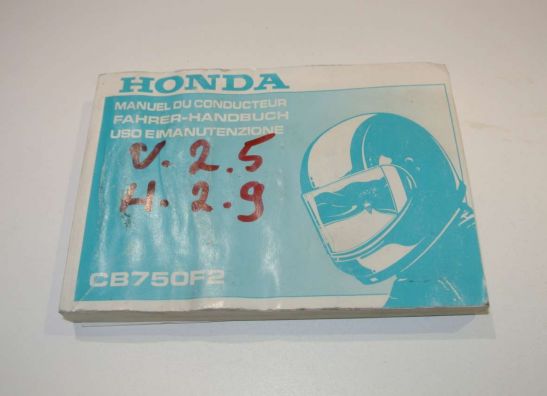 HONDA
MANUEL DU CONDUCTEUR
FAHRER-HANDBUCH
USO E MANUTENZIONE
V. 2.5
H. 2.9
CB750F2